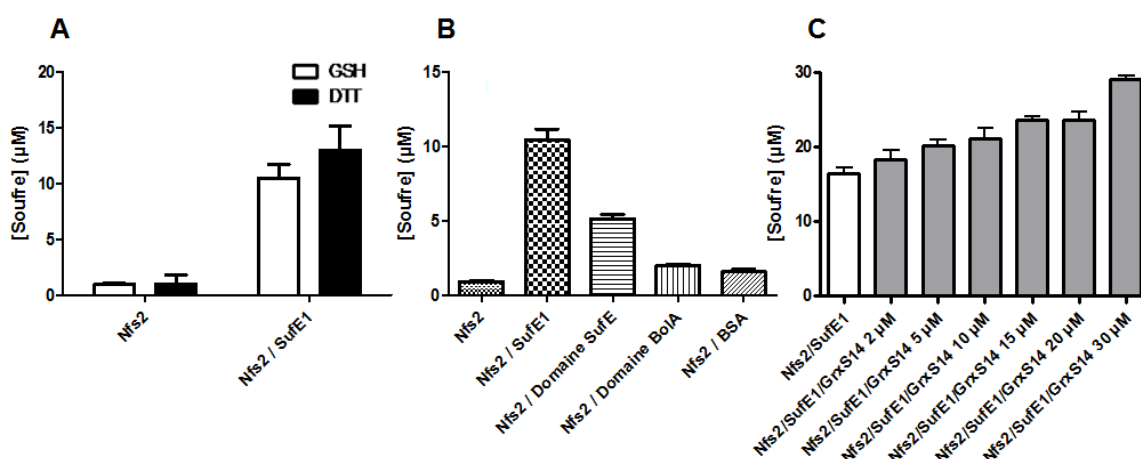 A
[Soufre] (µM)
20
15
10
5
0
GSH
DTT
Nfs2
Nfs2 / SufE1
B
[Soufre] (µM)
15
10
5
0
Nfs2
Nfs2 / SufE1
Nfs2 / Domaine SufE
Nfs2 / Domaine BolA
Nfs2 / BSA
C
[Soufre] (µM)
30
20
10
0
Nfs2/SufE1
Nfs2/SufE1/GrxS14 2 µM
Nfs2/SufE1/GrxS14 5 µM
Nfs2/SufE1/GrxS14 10 µM
Nfs2/SufE1/GrxS14 15 µM
Nfs2/SufE1/GrxS14 20 µM
Nfs2/SufE1/GrxS14 30 µM